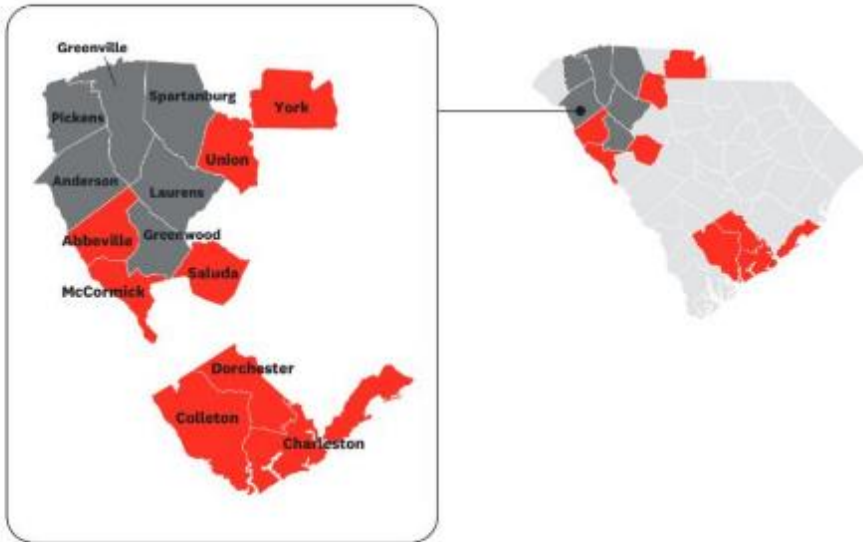 Greenville
Spartanburg
York
Pickens
Union
Anderson
Laurens
Abbeville
Greenwood
Saluda
McCormick
Dorchester
Colleton
Charleston